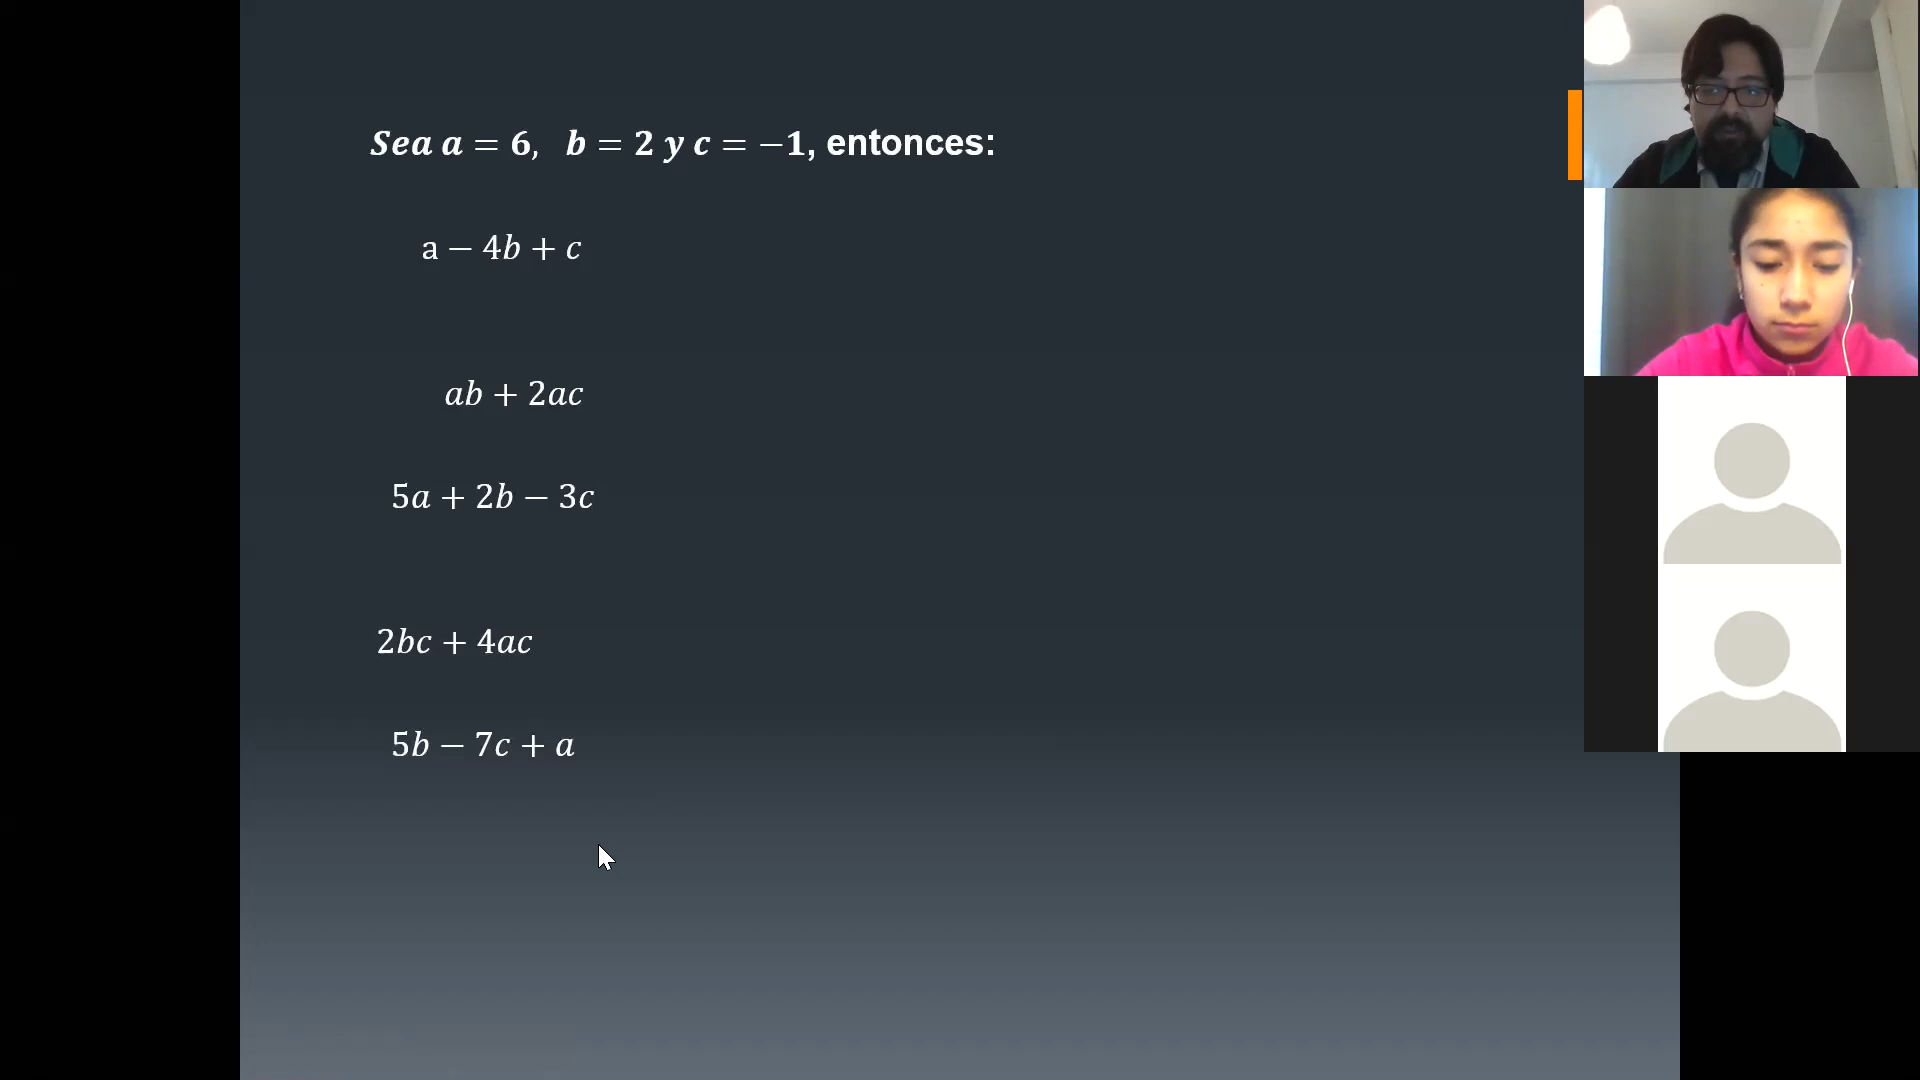 Sea a = 6, b = 2 y c = −1, entonces:
a − 4b + c
ab + 2ac
5a + 2b − 3c
2bc + 4ac
5b − 7c + a